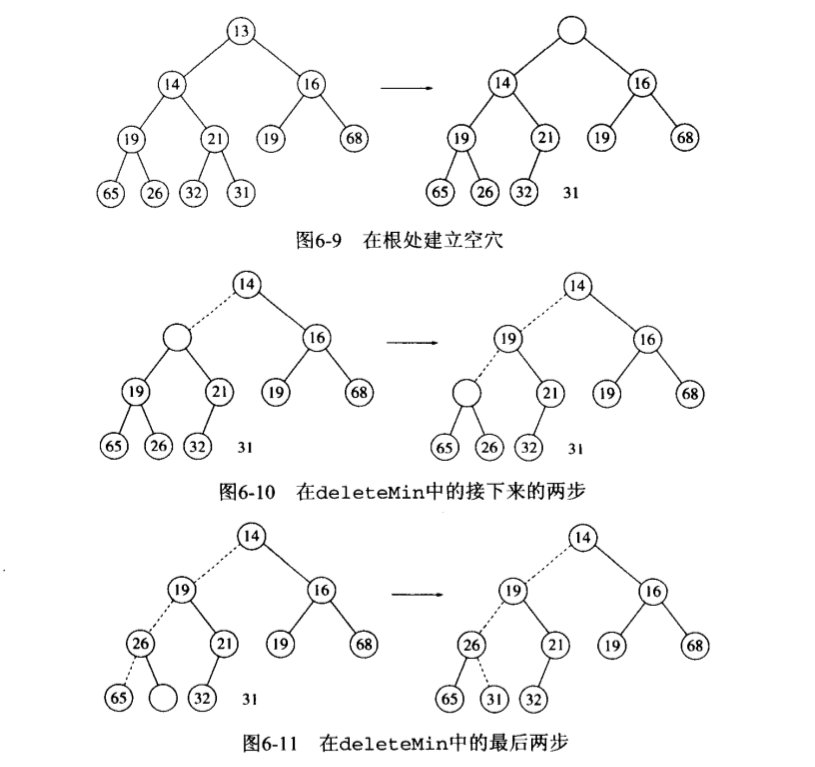 13
14 16 14 16
19 21 19 68 19 21 19 68
65 26 32 31 65 26 32 31
图6-9 在根处建立空穴
14 14
16 19 16
19 21 19 68 21 19 68
65 26 32 31 65 26 32 31
图6-10 在deleteMin中的接下来的两步
14 14
19 16 19 16
26 21 19 68 26 21 19 68
65 32 31 65 31 32
图6-11 在deleteMin中的最后两步